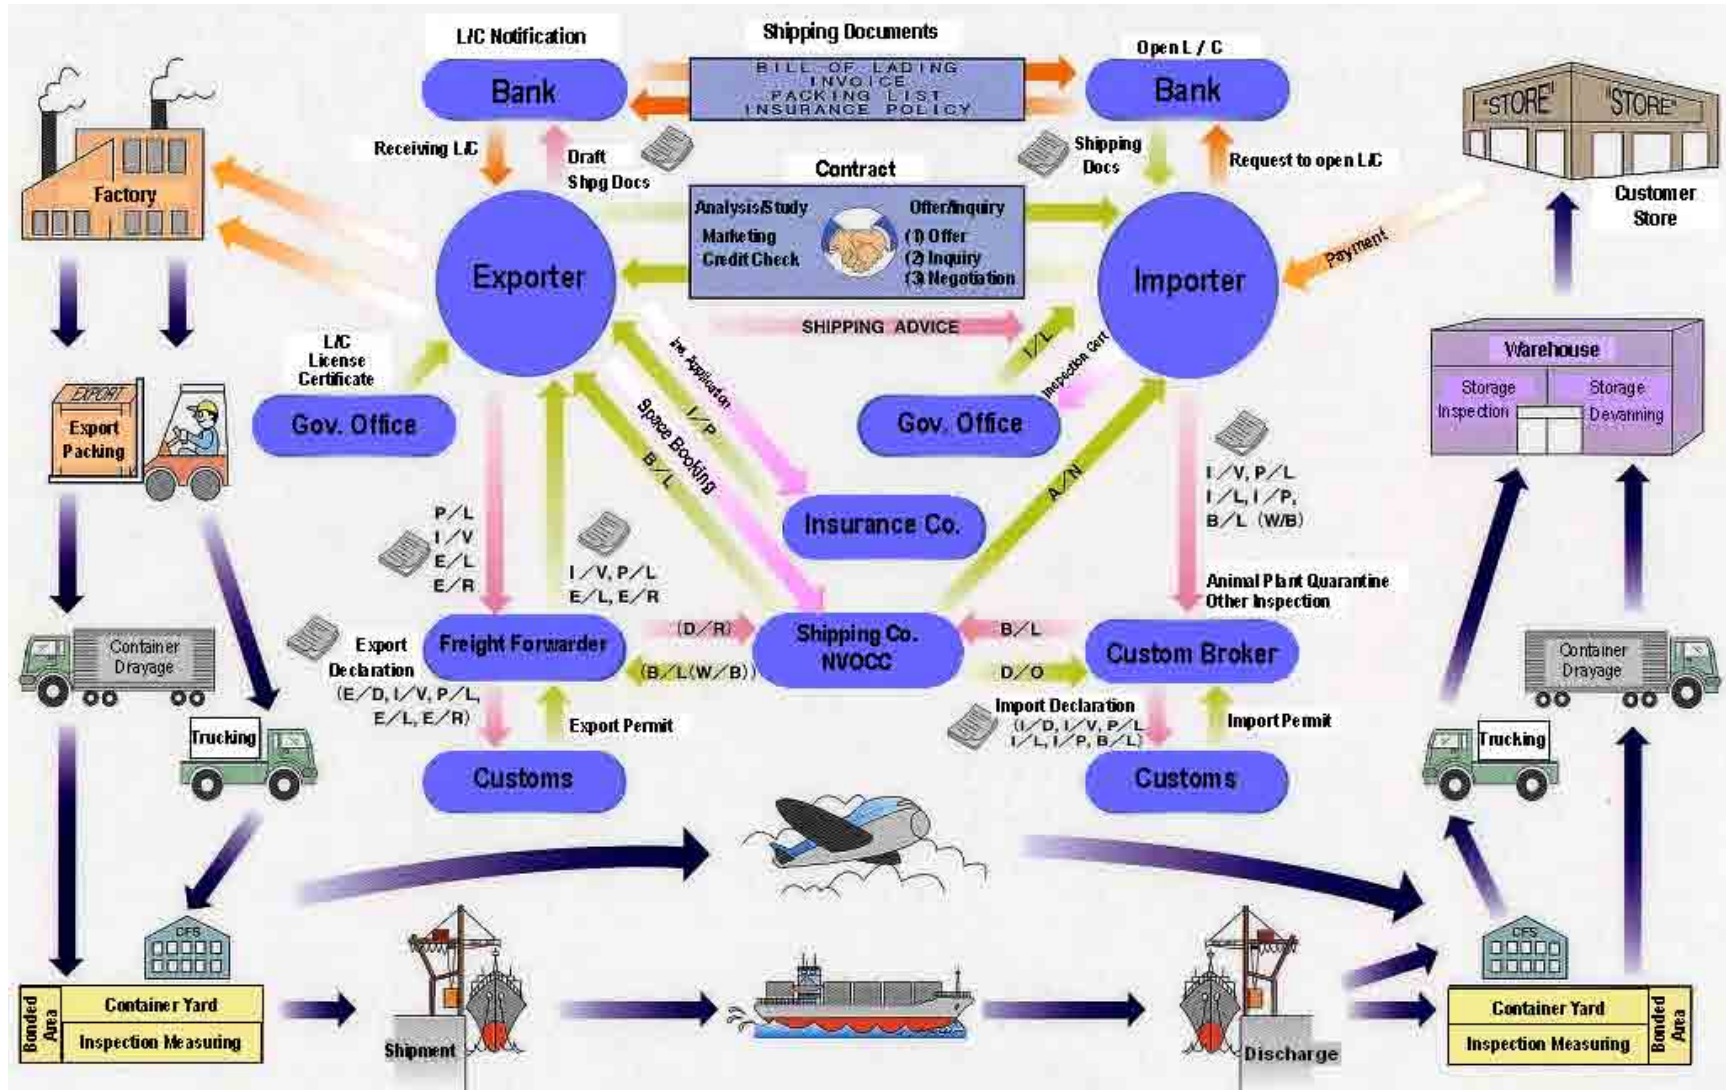 L/C Notification
Bank
Shipping Documents
BILL OF LADING
INVOICE
PACKING LIST
INSURANCE POLICY
Open L / C
Bank
"STORE"
"STORE"
Customer
Store
Receiving L/C
Draft
Shpg Docs
Shipping
Docs
Request to open L/C
Factory
Contract
Analysis/Study
Marketing
Credit Check
Offer/Inquiry
(1) Offer
(2) Inquiry
(3) Negotiation
Exporter
Importer
Payment
SHIPPING ADVICE
L/C
License
Certificate
Gov. Office
Ins. Application
I/P
Space Booking
B/L
I/L
Inspection Cert
Gov. Office
A/N
Warehouse
Storage
Inspection
Storage
Devanning
EXPORT
Export
Packing
Insurance Co.
P/L
I/V
E/L
E/R
I/V, P/L
E/L, E/R
I/V, P/L
I/L, I/P,
B/L (W/B)
Animal Plant Quarantine
Other Inspection
Container
Drayage
Export
Declaration
(E/D, I/V, P/L,
E/L, E/R)
Freight Forwarder
(D/R)
(B/L(W/B))
Shipping Co.
NVOCC
B/L
D/O
Custom Broker
Container
Drayage
Trucking
Export Permit
Import Declaration
(I/D, I/V, P/L
I/L, I/P, B/L)
Import Permit
Trucking
Customs
Customs
CFS
CFS
Bonded
Area
Container Yard
Inspection Measuring
Shipment
Discharge
Container Yard
Inspection Measuring
Bonded
Area